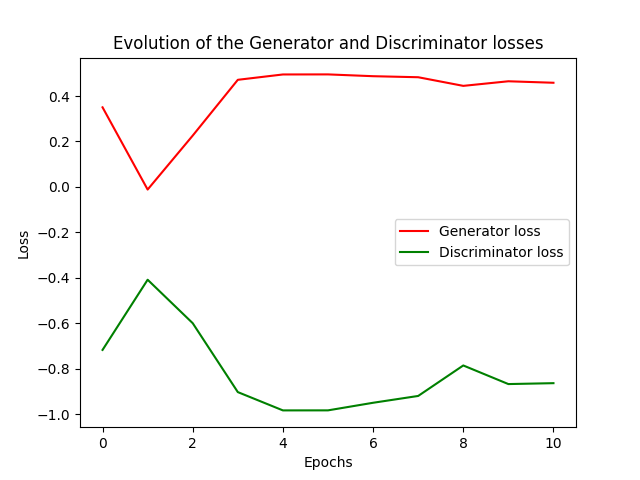 Evolution of the Generator and Discriminator losses
0.4
0.2
0.0
−0.2
−0.4
−0.6
−0.8
−1.0
Loss
Generator loss
Discriminator loss
0 2 4 6 8 10
Epochs